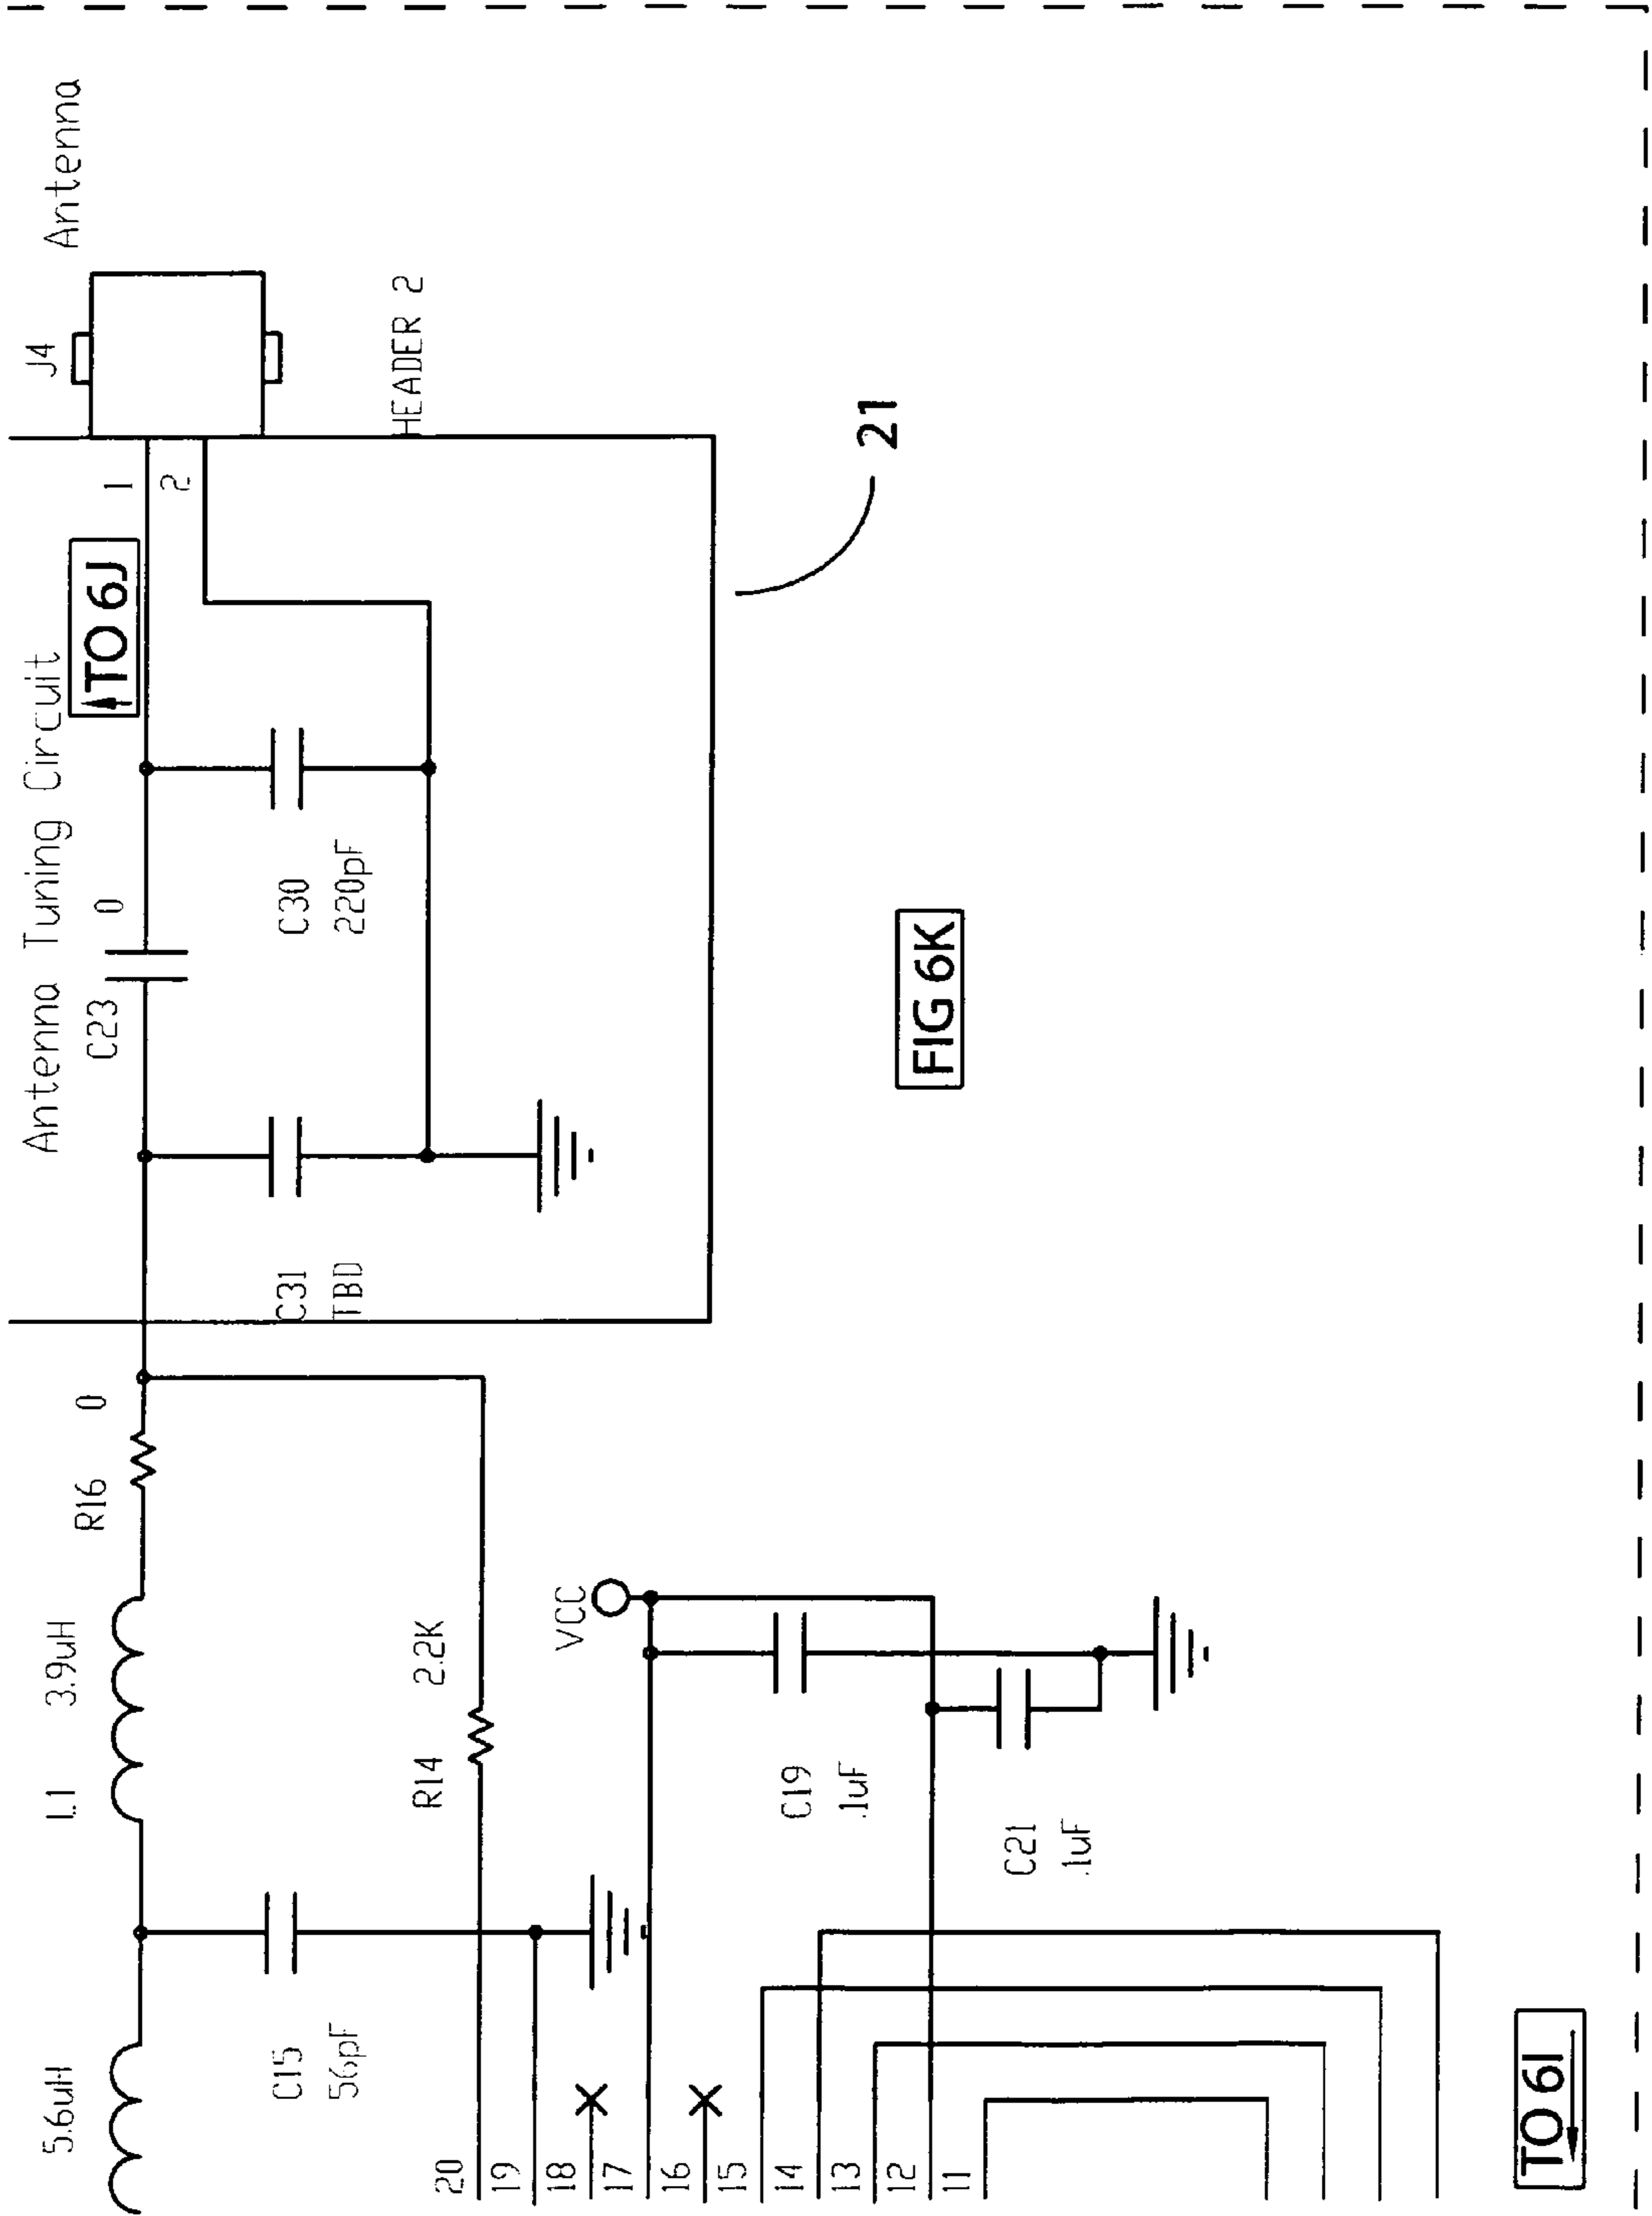 Antenna
J4
HEADER 2
1
2
TO 6J
Antenna Tuning Circuit
C23 0
C30
220pF
C31
TBD
21
R16 0
L1 3.9uH
5.6uH
C15
56pF
R14 2.2K
VCC
C19
.1uF
C21
.1uF
20
19
18
17
16
15
14
13
12
11
FIG 6K
TO 6I